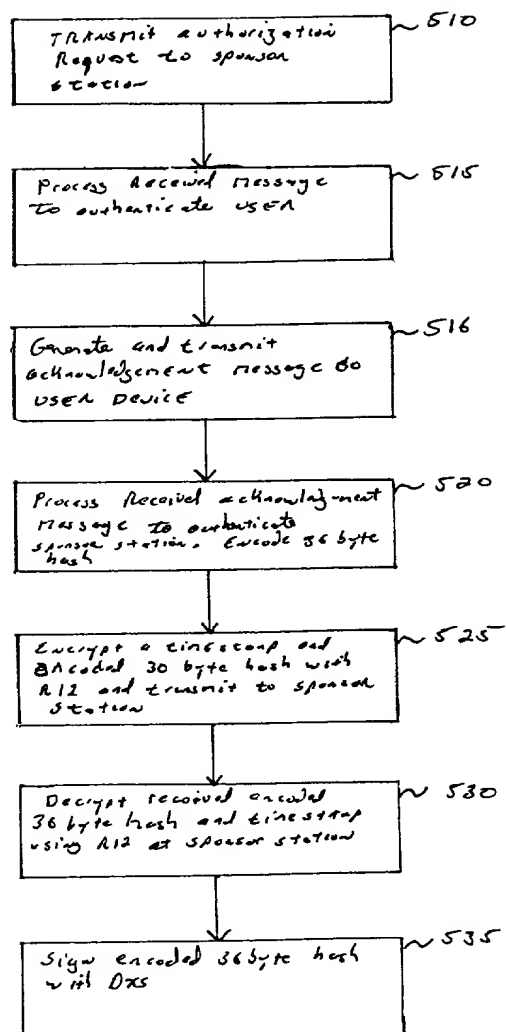 TRANSMIT authorization
Request to sponsor
station
510
Process Received Message
to authenticate USER
515
Generate and transmit
acknowledgement message to
USER DEVICE
516
Process Received acknowledgment
Message to authenticate
sponsor station. Encode 36 byte
hash
520
Encrypt a timestamp and
encoded 30 byte hash with
R12 and transmit to sponsor
station
525
Decrypt received encoded
36 byte hash and timestamp
using R12 at sponsor station
530
Sign encoded 36 byte hash
with Dxs
535